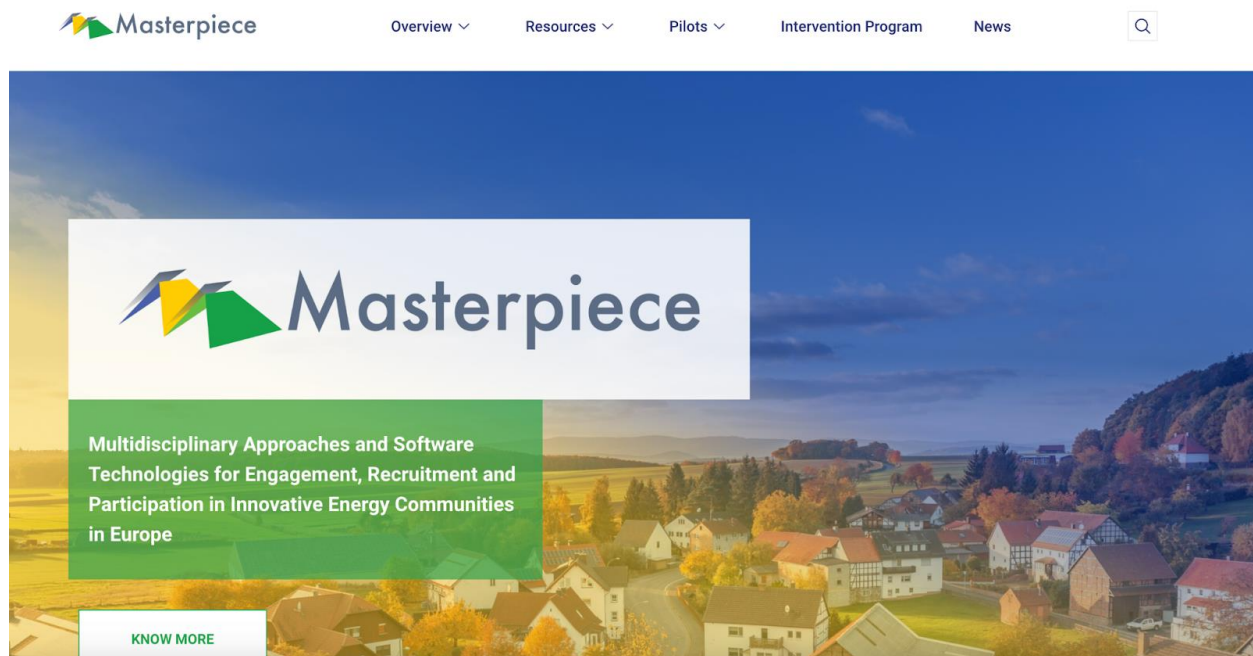 Masterpiece
Overview
Resources
Pilots
Intervention Program
News
Masterpiece
Multidisciplinary Approaches and Software
Technologies for Engagement, Recruitment and
Participation in Innovative Energy Communities
in Europe
KNOW MORE